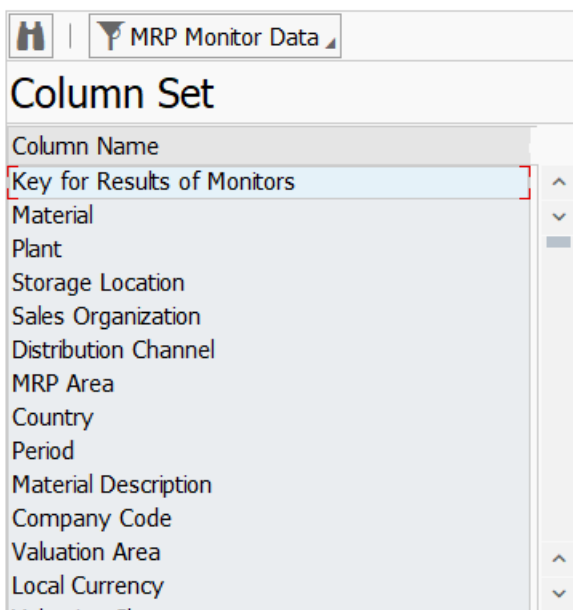 MRP Monitor Data
Column Set
Column Name
Key for Results of Monitors
Material
Plant
Storage Location
Sales Organization
Distribution Channel
MRP Area
Country
Period
Material Description
Company Code
Valuation Area
Local Currency